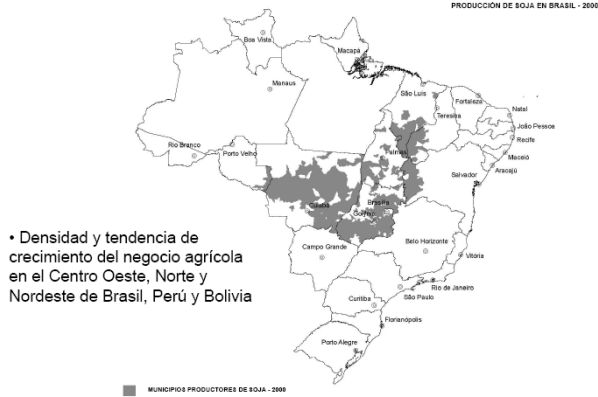 PRODUCCIÓN DE SOJA EN BRASIL - 2000
Boa Vista
Macapá
Manaus
São Luis
Fortaleza
Teresina
Natal
João Pessoa
Recife
Rio Branco
Porto Velho
Palmas
Maceió
Aracajú
Salvador
Cuiabá
Brasília
Goiânia
• Densidad y tendencia de
crecimiento del negocio agrícola
en el Centro Oeste, Norte y
Nordeste de Brasil, Perú y Bolivia
Campo Grande
Belo Horizonte
Vitória
Rio de Janeiro
São Paulo
Curitiba
Florianópolis
Porto Alegre
MUNICIPIOS PRODUCTORES DE SOJA - 2000